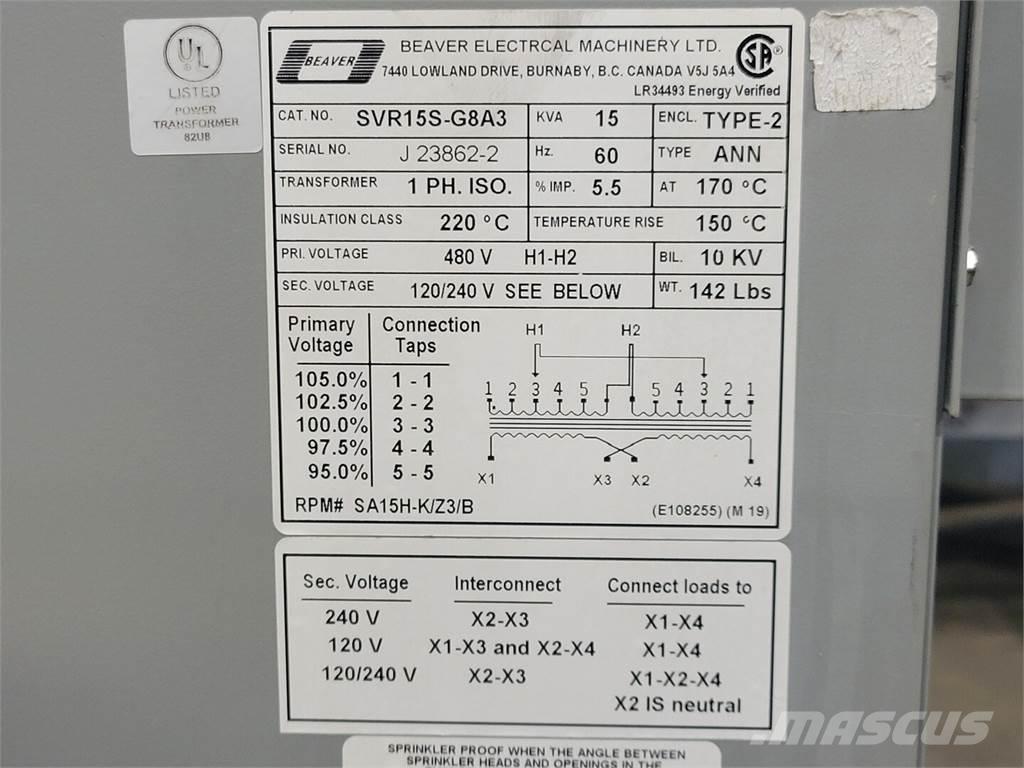 UL
LISTED
POWER
TRANSFORMER
82UB
BEAVER
BEAVER ELECTRCAL MACHINERY LTD.
7440 LOWLAND DRIVE, BURNABY, B.C. CANADA V5J 5A4
LR34493 Energy Verified
SA
CAT. NO. SVR15S-G8A3 KVA 15 ENCL. TYPE-2
SERIAL NO. J 23862-2 Hz. 60 TYPE ANN
TRANSFORMER 1 PH. ISO. % IMP. 5.5 AT 170 °C
INSULATION CLASS 220 °C TEMPERATURE RISE 150 °C
PRI. VOLTAGE 480 V H1-H2 BIL. 10 KV
SEC. VOLTAGE 120/240 V SEE BELOW WT. 142 Lbs
Primary Connection
Voltage Taps
105.0% 1 - 1
102.5% 2 - 2
100.0% 3 - 3
97.5% 4 - 4
95.0% 5 - 5
H1 H2
1 2 3 4 5 5 4 3 2 1
X1 X3 X2 X4
RPM# SA15H-K/Z3/B
(E108255) (M 19)
Sec. Voltage Interconnect Connect loads to
240 V X2-X3 X1-X4
120 V X1-X3 and X2-X4 X1-X4
120/240 V X2-X3 X1-X2-X4
X2 IS neutral
SPRINKLER PROOF WHEN THE ANGLE BETWEEN
SPRINKLER HEADS AND OPENINGS IN THE
MASCUS